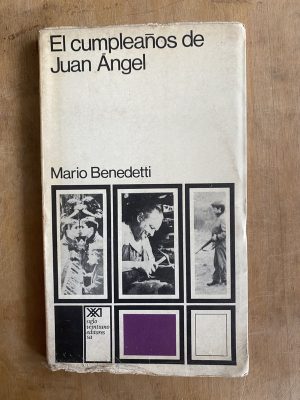 El cumpleaños de
Juan Ángel
Mario Benedetti
siglo
veintiuno
editores
sa